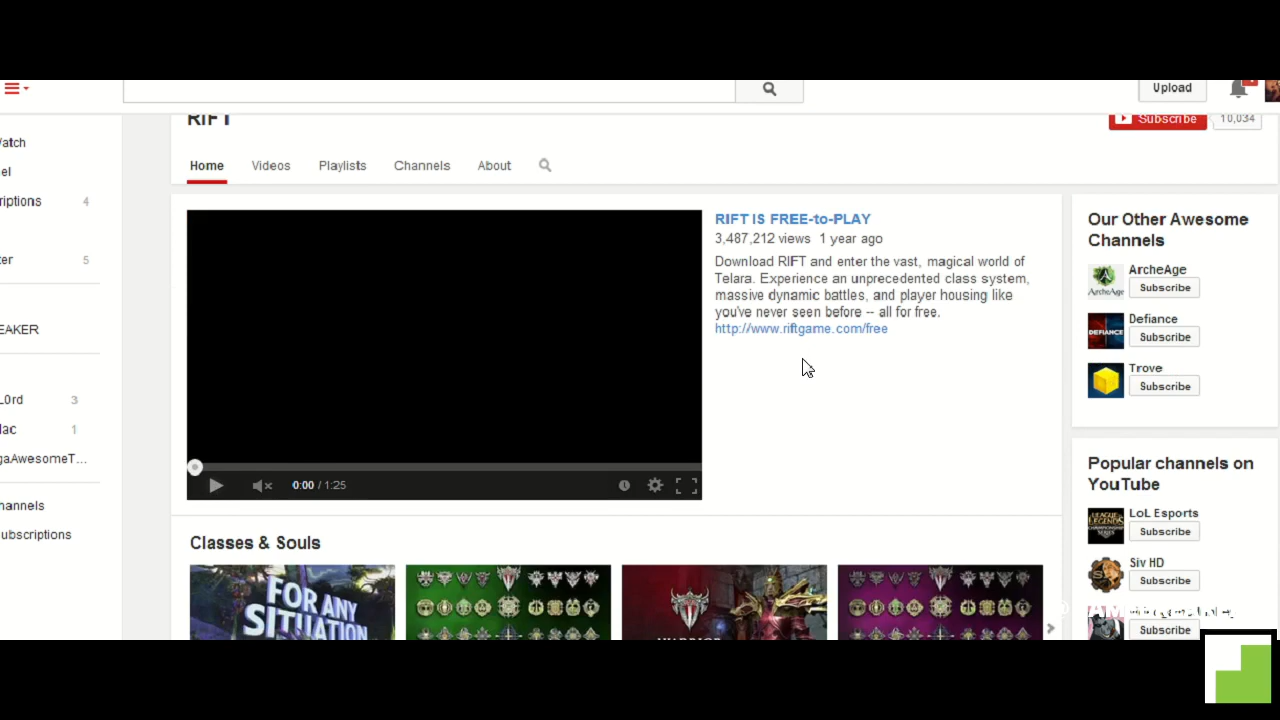 Upload
RIFT
Subscribe 10,034
Home Videos Playlists Channels About
riptions 4
5
EAKER
L0rd 3
1
gaAwesomeT...
hannels
ubscriptions
RIFT IS FREE-to-PLAY
3,487,212 views 1 year ago
Download RIFT and enter the vast, magical world of
Telara. Experience an unprecedented class system,
massive dynamic battles, and player housing like
you've never seen before -- all for free.
http://www.riftgame.com/free
0:00 / 1:25
Our Other Awesome
Channels
ArcheAge
Subscribe
Defiance
Subscribe
Trove
Subscribe
Popular channels on
YouTube
LoL Esports
Subscribe
Siv HD
Subscribe
Subscribe
Classes & Souls
FOR ANY
SITUATION
WARRIOR